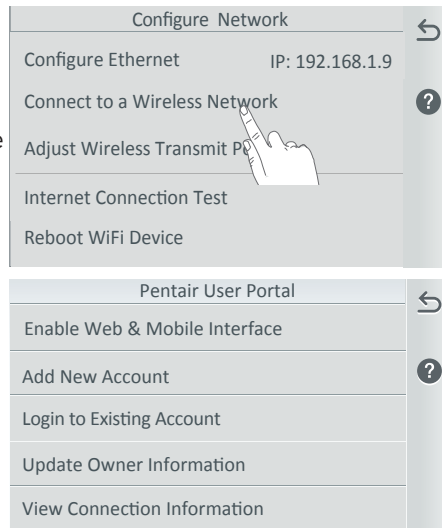 Configure Network
Configure Ethernet IP: 192.168.1.9
Connect to a Wireless Network
e
Adjust Wireless Transmit
Internet Connection Test
Reboot WiFi Device
Pentair User Portal
Enable Web & Mobile Interface
Add New Account
Login to Existing Account
Update Owner Information
View Connection Information